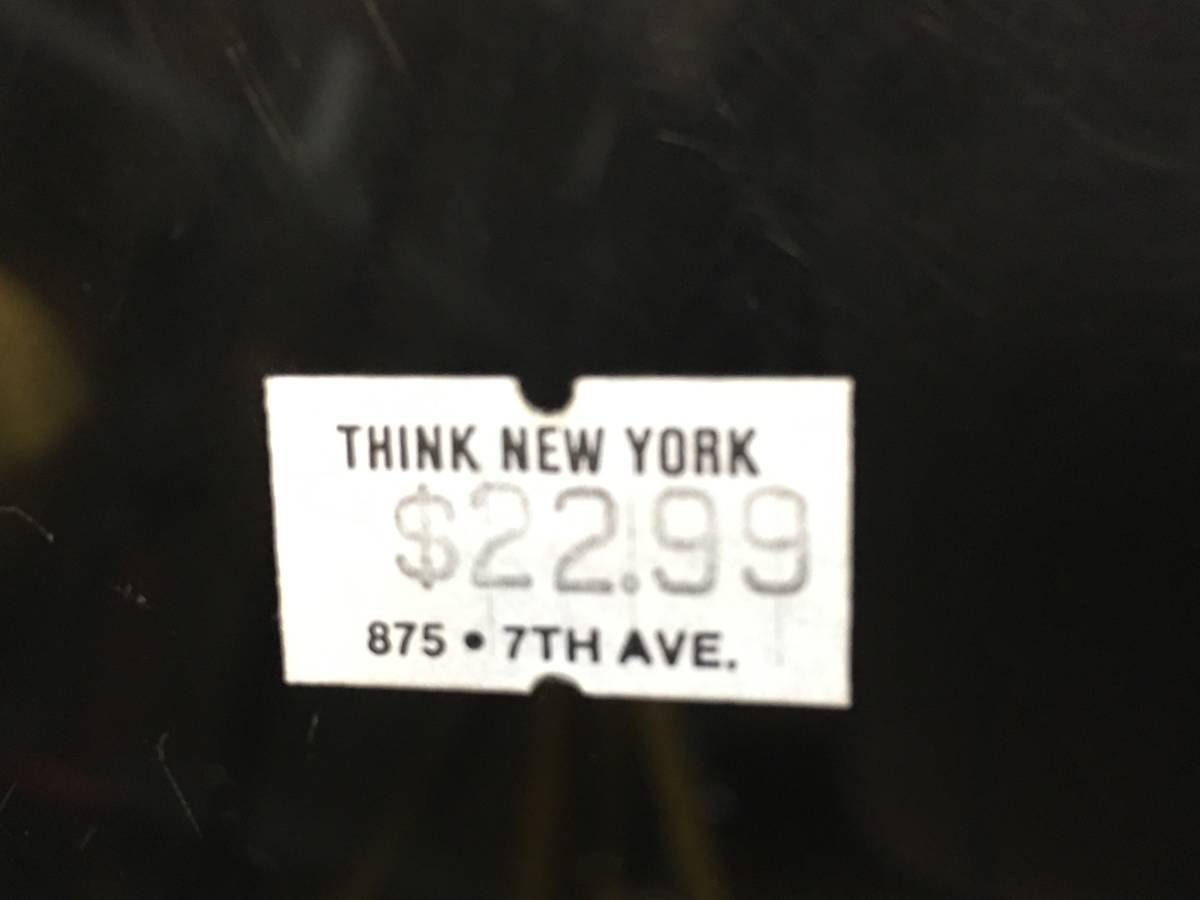 THINK NEW YORK
$22.99
875 • 7TH AVE.